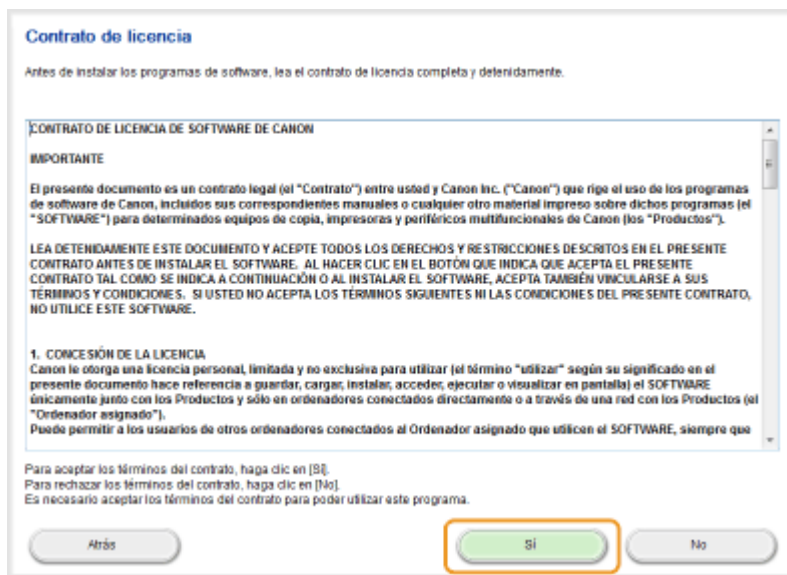 Contrato de licencia
Antes de instalar los programas de software, lea el contrato de licencia completa y detenidamente.
CONTRATO DE LICENCIA DE SOFTWARE DE CANON
IMPORTANTE
El presente documento es un contrato legal (el "Contrato") entre usted y Canon Inc. ("Canon") que rige el uso de los programas
de software de Canon, incluidos sus correspondientes manuales o cualquier otro material impreso sobre dichos programas (el
"SOFTWARE") para determinados equipos de copia, impresoras y periféricos multifuncionales de Canon (los "Productos").
LEA DETENIDAMENTE ESTE DOCUMENTO Y ACEPTE TODOS LOS DERECHOS Y RESTRICCIONES DESCRITOS EN EL PRESENTE
CONTRATO ANTES DE INSTALAR EL SOFTWARE. AL HACER CLIC EN EL BOTÓN QUE INDICA QUE ACEPTA EL PRESENTE
CONTRATO TAL COMO SE INDICA A CONTINUACIÓN O AL INSTALAR EL SOFTWARE, ACEPTA TAMBIÉN VINCULARSE A SUS
TÉRMINOS Y CONDICIONES. SI USTED NO ACEPTA LOS TÉRMINOS SIGUIENTES NI LAS CONDICIONES DEL PRESENTE CONTRATO,
NO UTILICE ESTE SOFTWARE.
1. CONCESIÓN DE LA LICENCIA
Canon le otorga una licencia personal, limitada y no exclusiva para utilizar (el término "utilizar" según su significado en el
presente documento hace referencia a guardar, cargar, instalar, acceder, ejecutar o visualizar en pantalla) el SOFTWARE
únicamente junto con los Productos y sólo en ordenadores conectados directamente o a través de una red con los Productos (el
"Ordenador asignado").
Puede permitir a los usuarios de otros ordenadores conectados al Ordenador asignado que utilicen el SOFTWARE, siempre que
Para aceptar los términos del contrato, haga clic en [Sí].
Para rechazar los términos del contrato, haga clic en [No].
Es necesario aceptar los términos del contrato para poder utilizar este programa.
Atrás
Sí
No